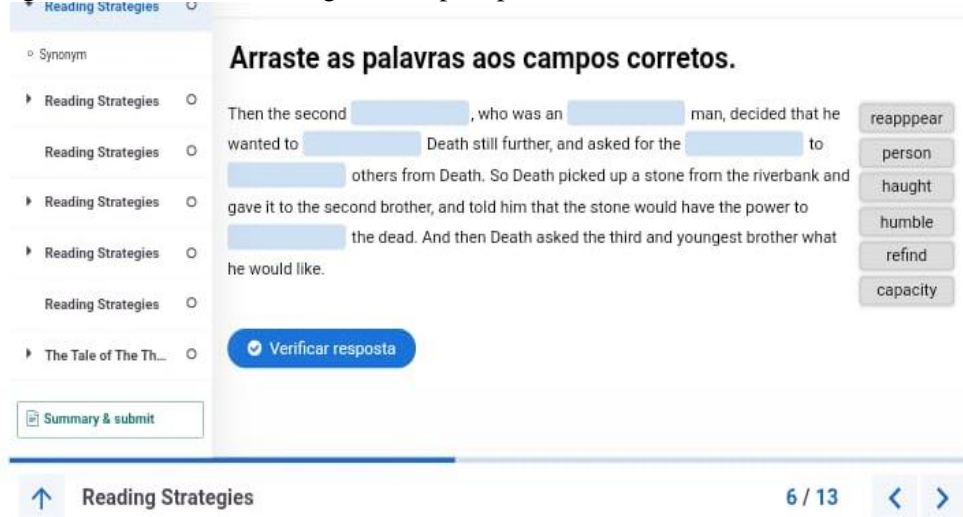 Reading Strategies
Synonym
Reading Strategies
Reading Strategies
Reading Strategies
Reading Strategies
Reading Strategies
The Tale of The Th...
Summary & submit
Arraste as palavras aos campos corretos.
Then the second , who was an man, decided that he
wanted to Death still further, and asked for the to
others from Death. So Death picked up a stone from the riverbank and
gave it to the second brother, and told him that the stone would have the power to
the dead. And then Death asked the third and youngest brother what
he would like.
reapppear
person
haught
humble
refind
capacity
Verificar resposta
Reading Strategies
6 / 13